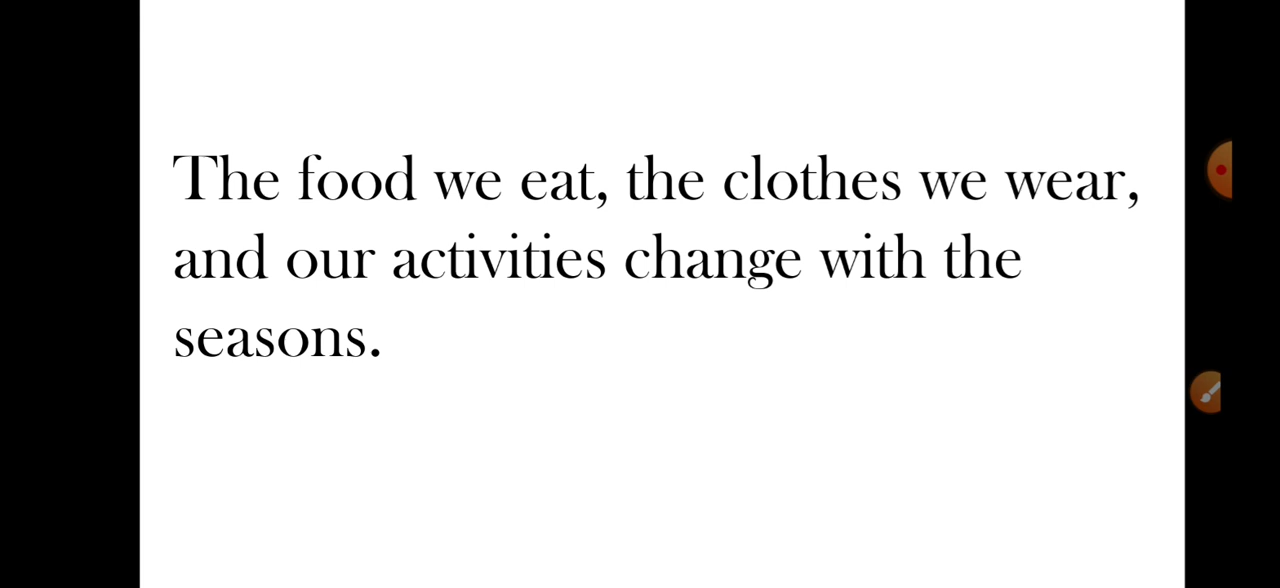 The food we eat, the clothes we wear,
and our activities change with the
seasons.